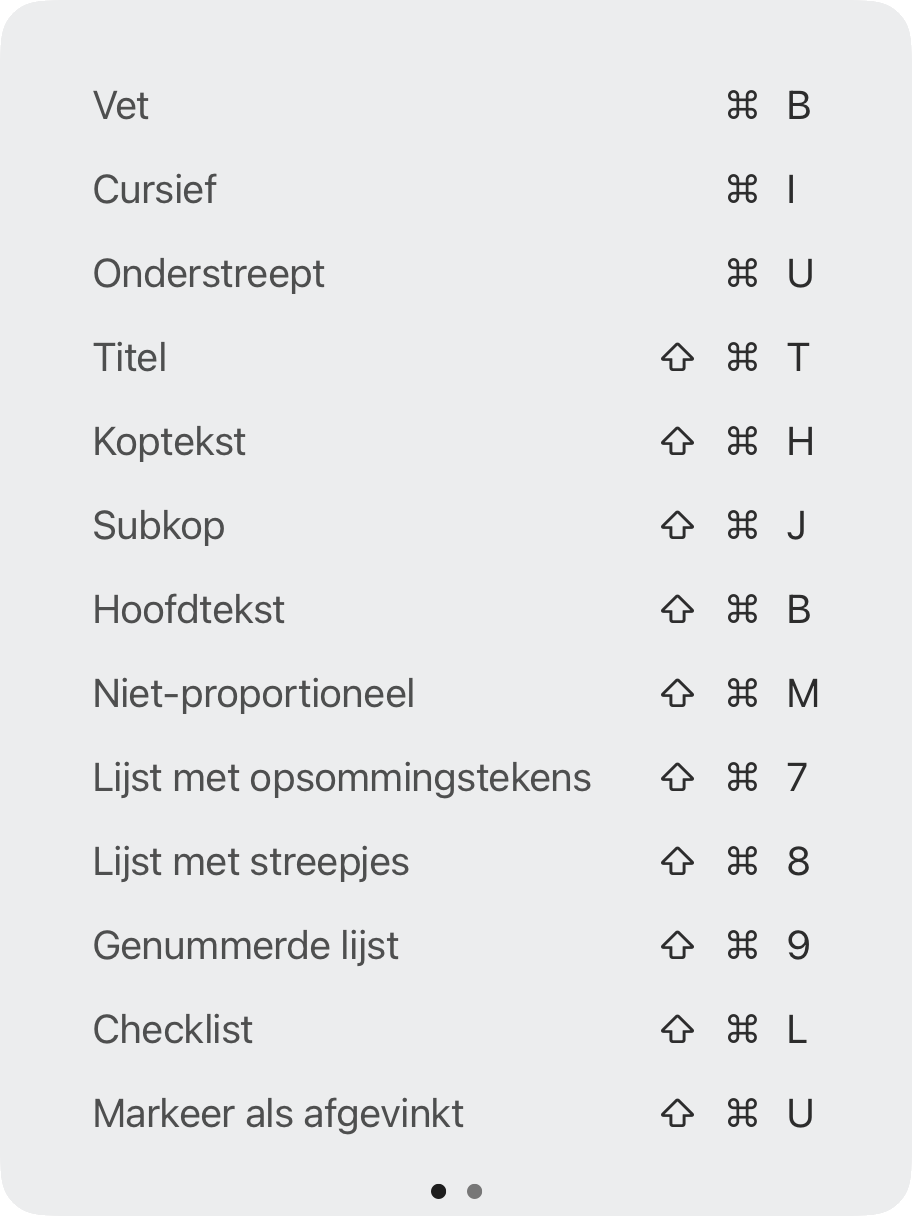 Vet ⌘ B
Cursief ⌘ I
Onderstreept ⌘ U
Titel ⇧ ⌘ T
Koptekst ⇧ ⌘ H
Subkop ⇧ ⌘ J
Hoofdtekst ⇧ ⌘ B
Niet-proportioneel ⇧ ⌘ M
Lijst met opsommingstekens ⇧ ⌘ 7
Lijst met streepjes ⇧ ⌘ 8
Genummerde lijst ⇧ ⌘ 9
Checklist ⇧ ⌘ L
Markeer als afgevinkt ⇧ ⌘ U